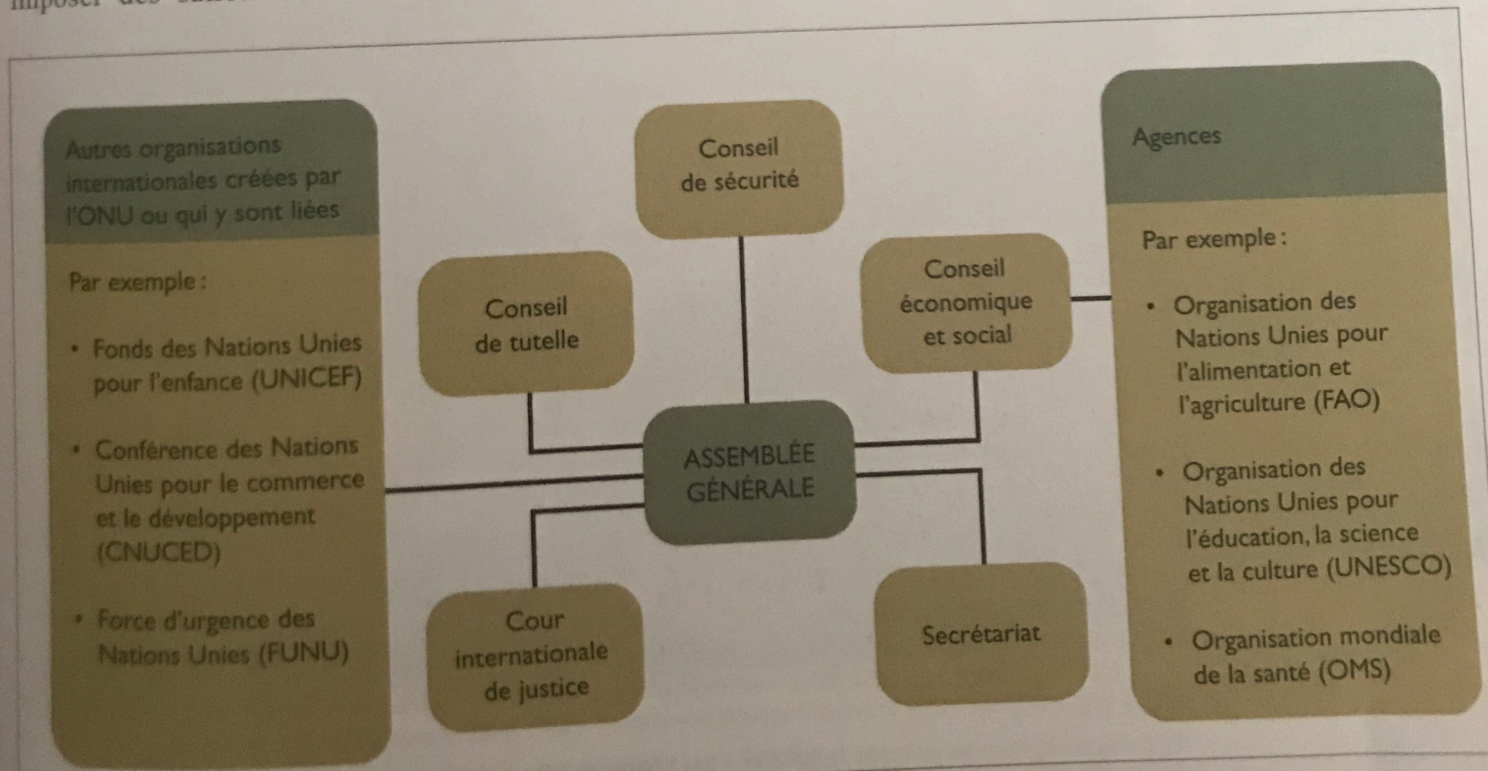 imposer des
Autres organisations
internationales créées par
l'ONU ou qui y sont liées
Par exemple :
• Fonds des Nations Unies
pour l'enfance (UNICEF)
• Conférence des Nations
Unies pour le commerce
et le développement
(CNUCED)
• Force d'urgence des
Nations Unies (FUNU)
Conseil
de tutelle
Conseil
de sécurité
Conseil
économique
et social
ASSEMBLÉE
GÉNÉRALE
Cour
internationale
de justice
Secrétariat
Agences
Par exemple :
• Organisation des
Nations Unies pour
l'alimentation et
l'agriculture (FAO)
• Organisation des
Nations Unies pour
l'éducation, la science
et la culture (UNESCO)
• Organisation mondiale
de la santé (OMS)